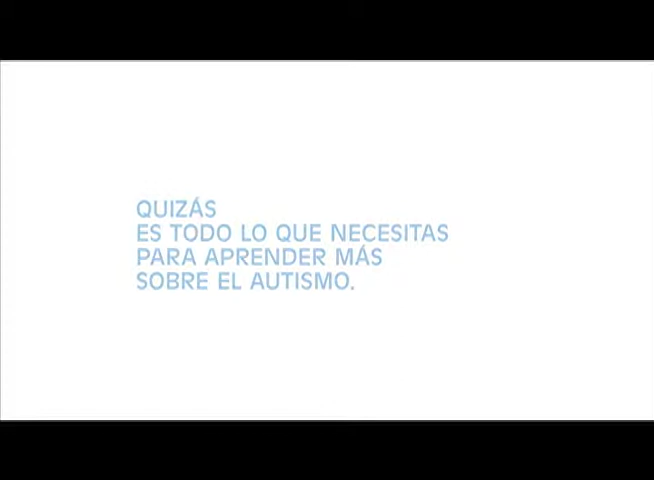 QUIZÁS
ES TODO LO QUE NECESITAS
PARA APRENDER MÁS
SOBRE EL AUTISMO.